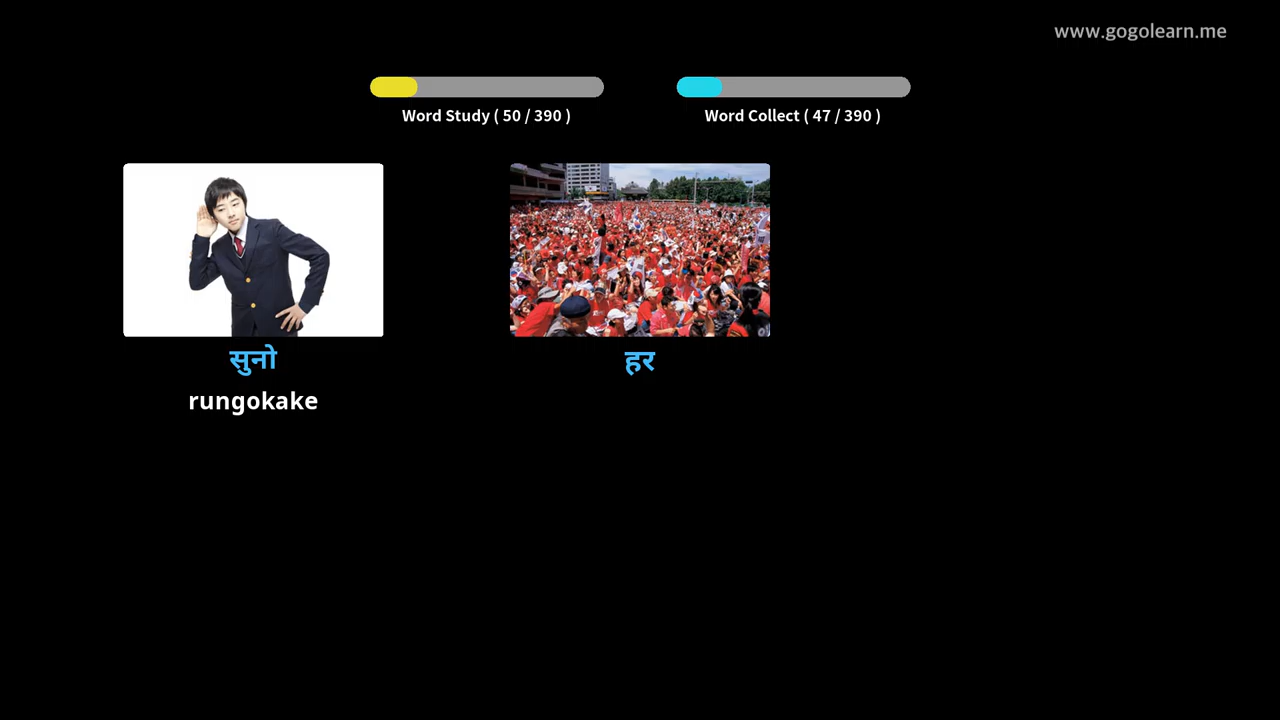 www.gogolearn.me
Word Study ( 50 / 390 )
Word Collect ( 47 / 390 )
सुनो
हर
rungokake